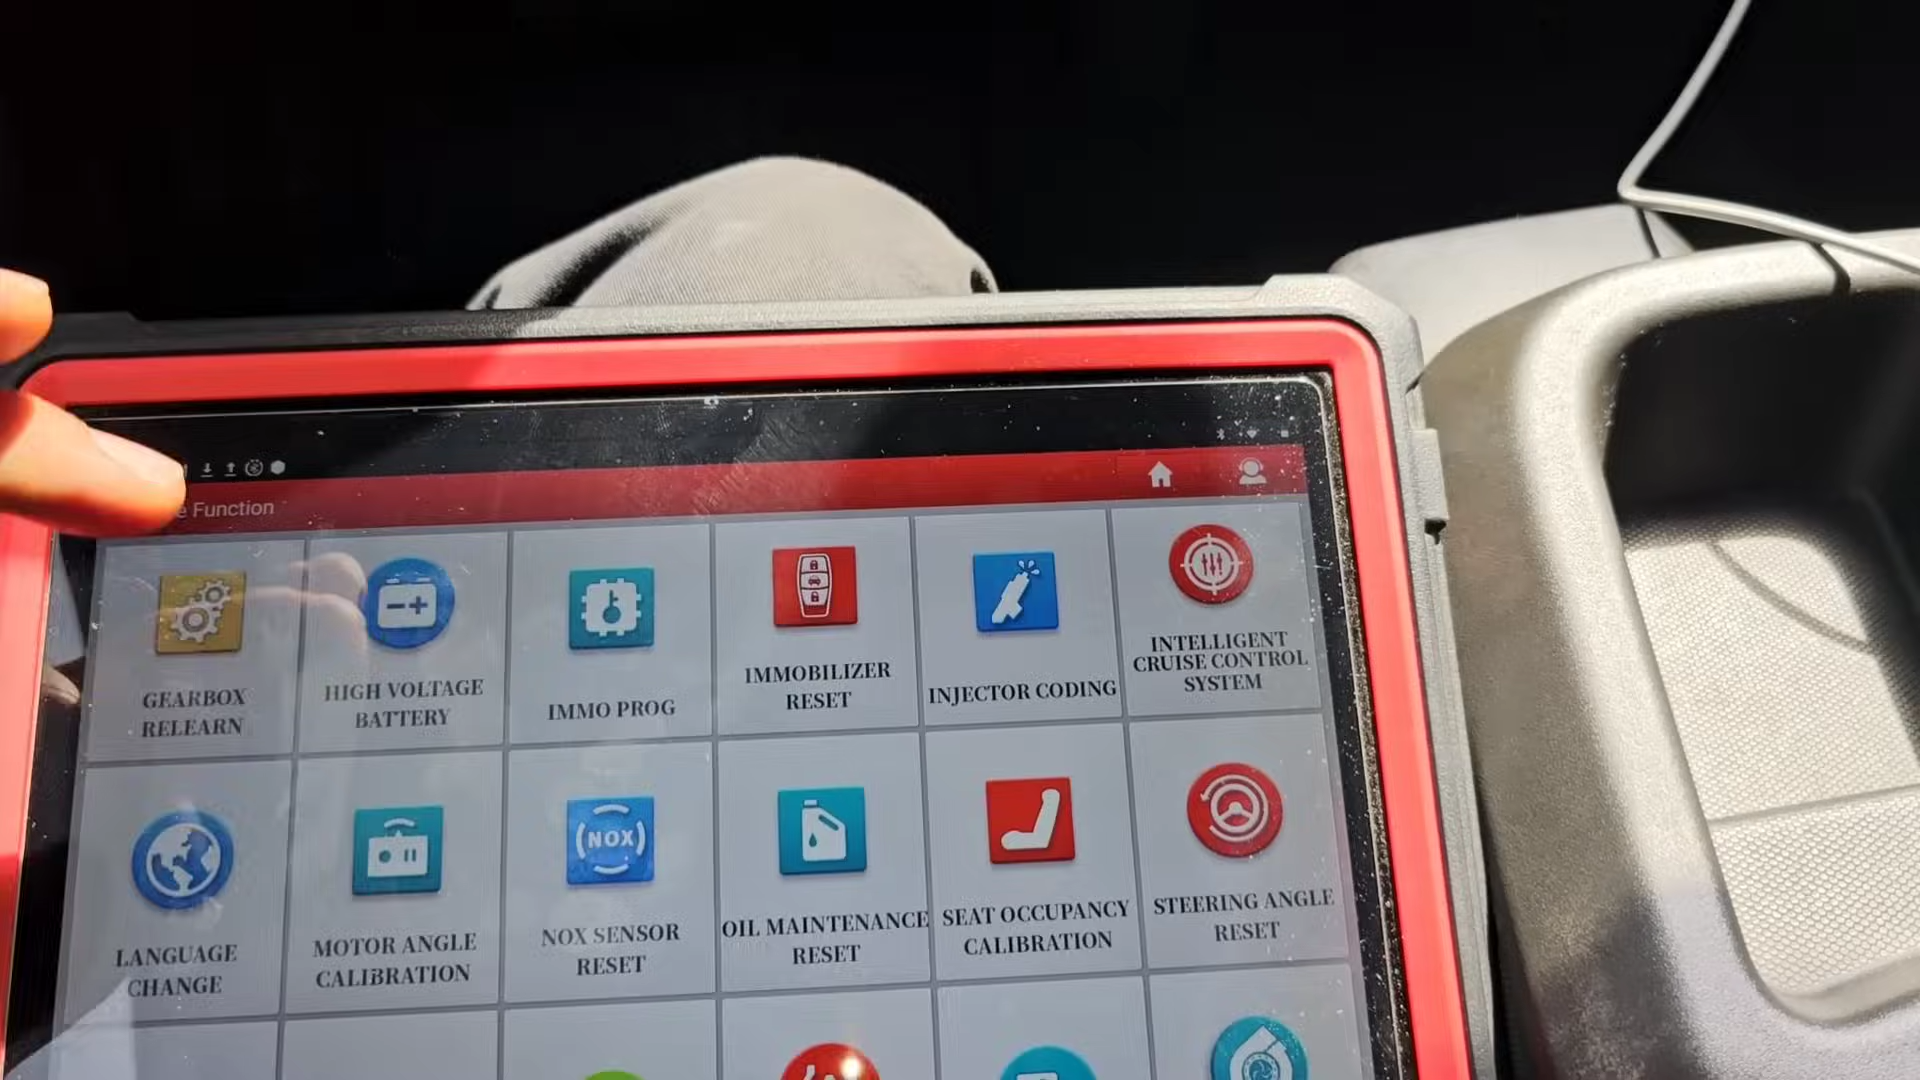 e Function
GEARBOX
RELEARN
HIGH VOLTAGE
BATTERY
IMMO PROG
IMMOBILIZER
RESET
INJECTOR CODING
INTELLIGENT
CRUISE CONTROL
SYSTEM
LANGUAGE
CHANGE
MOTOR ANGLE
CALIBRATION
NOX
NOX SENSOR
RESET
OIL MAINTENANCE
RESET
SEAT OCCUPANCY
CALIBRATION
STEERING ANGLE
RESET